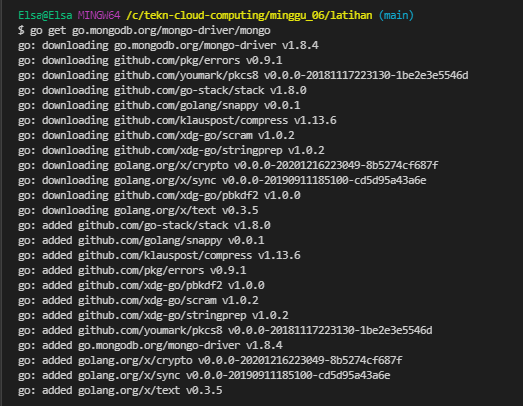 Elsa@Elsa MINGW64 /c/tekn-cloud-computing/minggu_06/latihan (main)
$ go get go.mongodb.org/mongo-driver/mongo
go: downloading go.mongodb.org/mongo-driver v1.8.4
go: downloading github.com/pkg/errors v0.9.1
go: downloading github.com/youmark/pkcs8 v0.0.0-20181117223130-1be2e3e5546d
go: downloading github.com/go-stack/stack v1.8.0
go: downloading github.com/golang/snappy v0.0.1
go: downloading github.com/klauspost/compress v1.13.6
go: downloading github.com/xdg-go/scram v1.0.2
go: downloading github.com/xdg-go/stringprep v1.0.2
go: downloading golang.org/x/crypto v0.0.0-20201216223049-8b5274cf687f
go: downloading golang.org/x/sync v0.0.0-20190911185100-cd5d95a43a6e
go: downloading github.com/xdg-go/pbkdf2 v1.0.0
go: downloading golang.org/x/text v0.3.5
go: added github.com/go-stack/stack v1.8.0
go: added github.com/golang/snappy v0.0.1
go: added github.com/klauspost/compress v1.13.6
go: added github.com/pkg/errors v0.9.1
go: added github.com/xdg-go/pbkdf2 v1.0.0
go: added github.com/xdg-go/scram v1.0.2
go: added github.com/xdg-go/stringprep v1.0.2
go: added github.com/youmark/pkcs8 v0.0.0-20181117223130-1be2e3e5546d
go: added go.mongodb.org/mongo-driver v1.8.4
go: added golang.org/x/crypto v0.0.0-20201216223049-8b5274cf687f
go: added golang.org/x/sync v0.0.0-20190911185100-cd5d95a43a6e
go: added golang.org/x/text v0.3.5